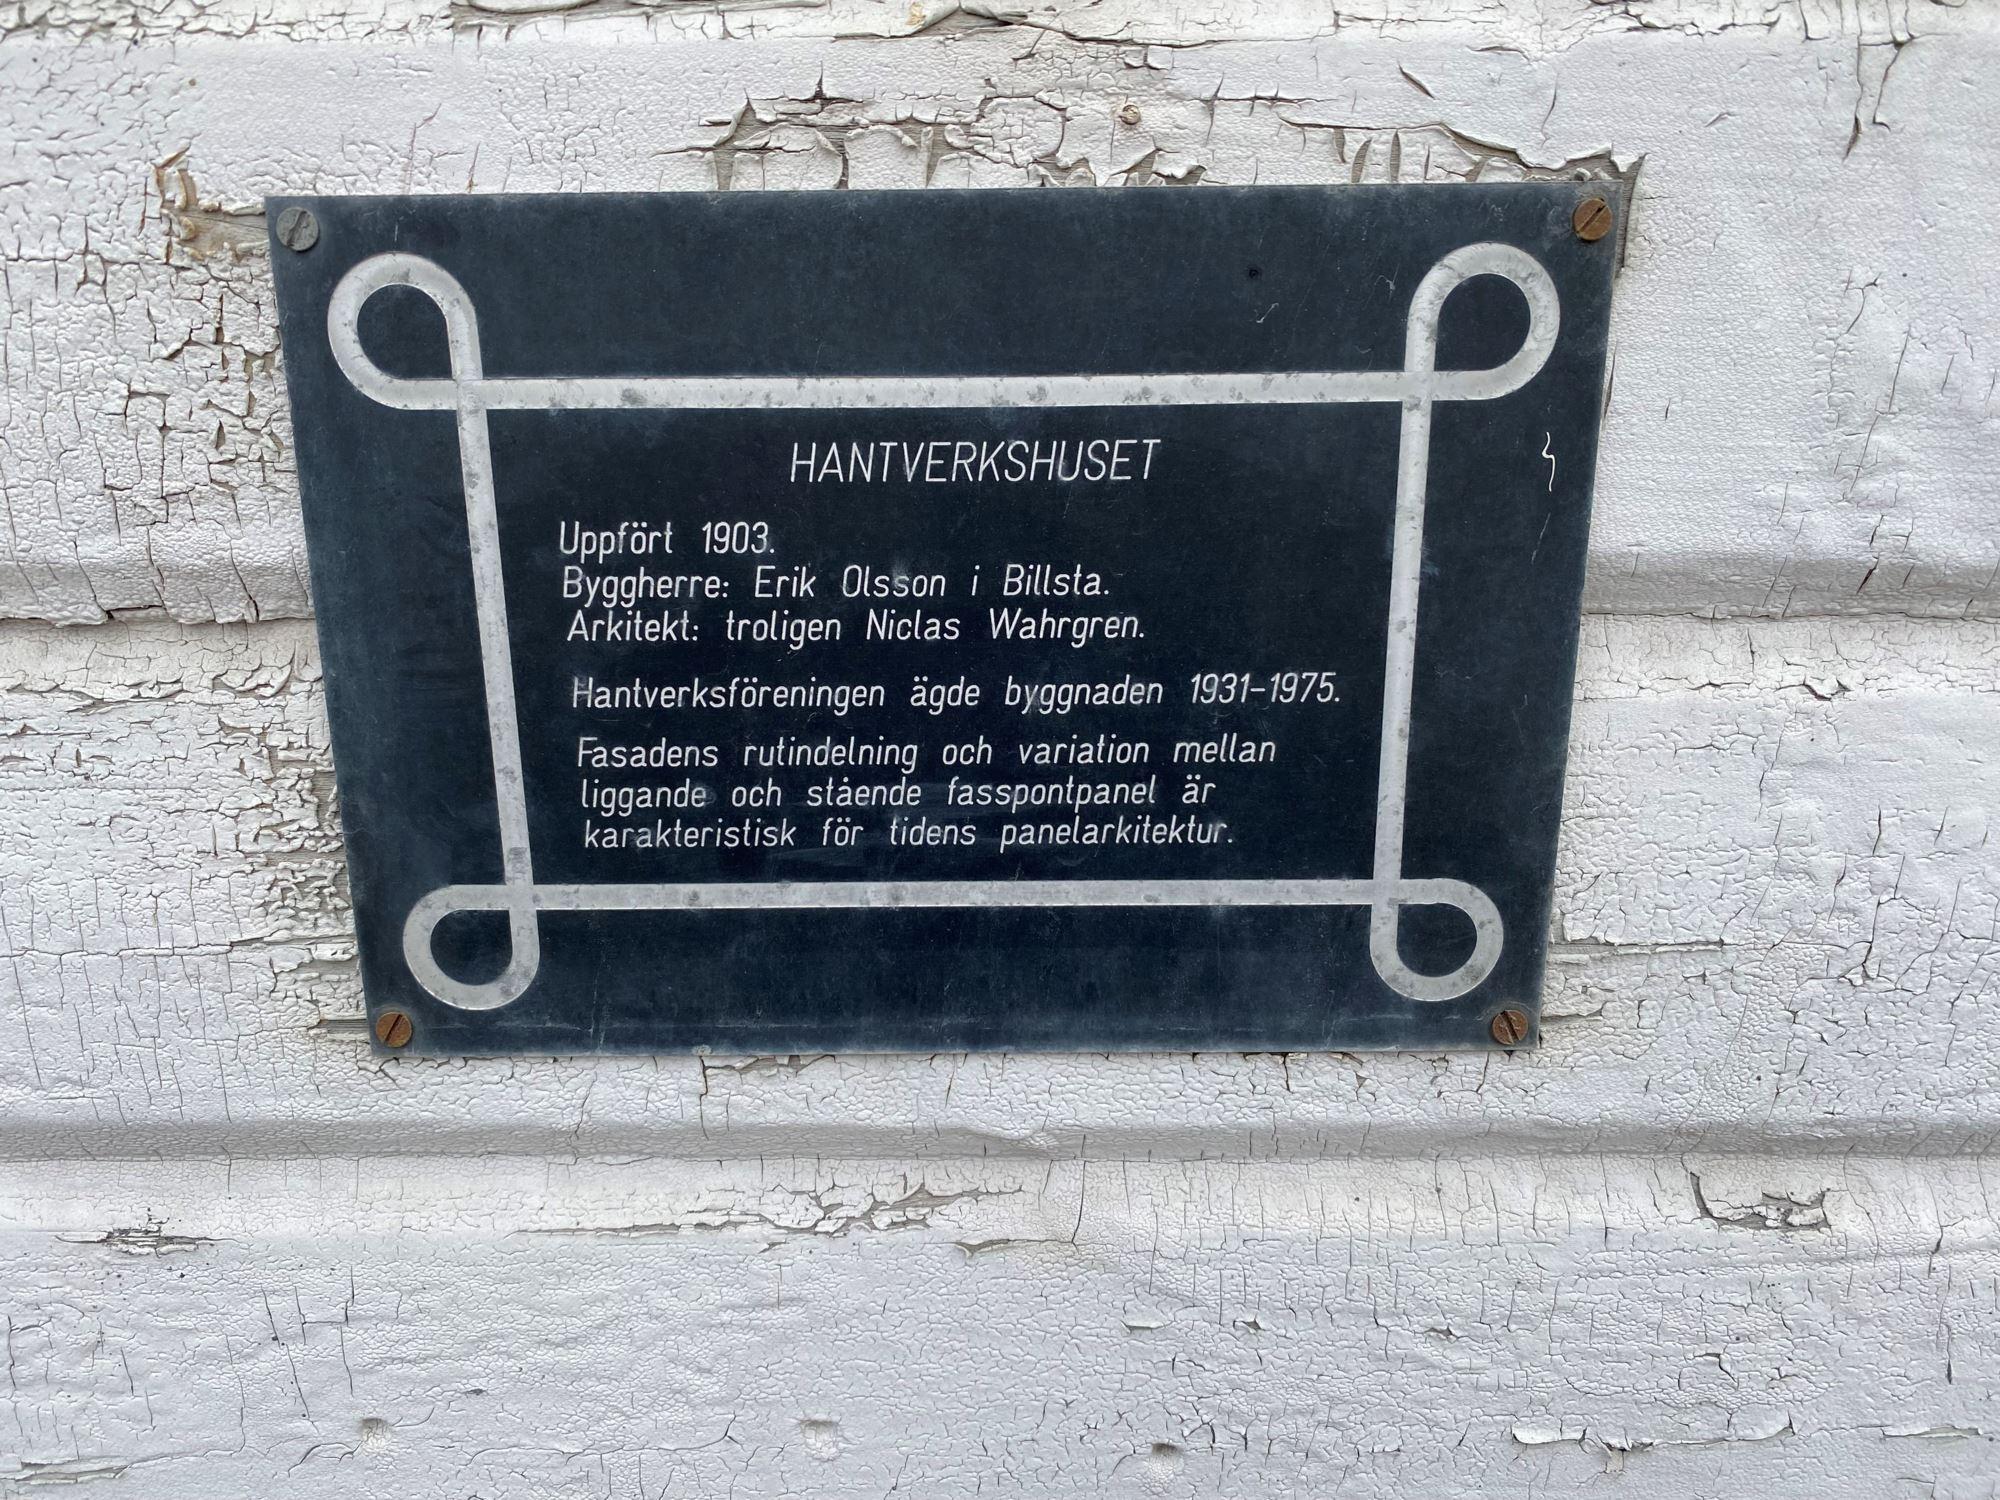 HANTVERKSHUSET
Uppfört 1903.
Byggherre: Erik Olsson i Billsta.
Arkitekt: troligen Niclas Wahrgren.
Hantverksföreningen ägde byggnaden 1931-1975.
Fasadens rutindelning och variation mellan
liggande och stående fasspontpanel är
karakteristisk för tidens panelarkitektur.